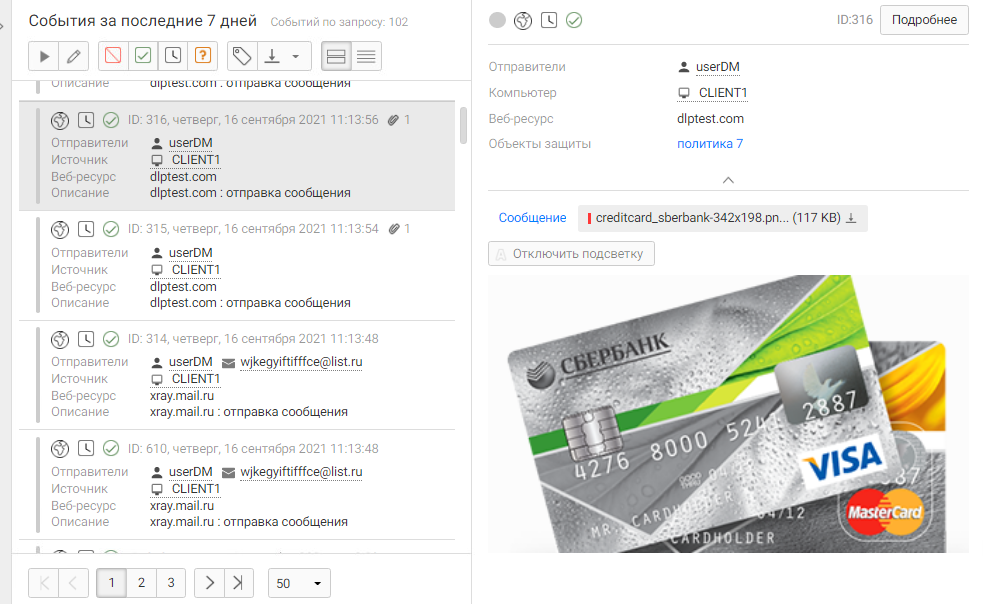 События за последние 7 дней
Событий по запросу: 102
Описание dlptest.com : отправка сообщения
ID: 316, четверг, 16 сентября 2021 11:13:56 1
Отправители userDM
Источник CLIENT1
Веб-ресурс dlptest.com
Описание dlptest.com : отправка сообщения
ID: 315, четверг, 16 сентября 2021 11:13:54 1
Отправители userDM
Источник CLIENT1
Веб-ресурс dlptest.com
Описание dlptest.com : отправка сообщения
ID: 314, четверг, 16 сентября 2021 11:13:48
Отправители userDM wjkegyiftifffce@list.ru
Источник CLIENT1
Веб-ресурс xray.mail.ru
Описание xray.mail.ru : отправка сообщения
ID: 610, четверг, 16 сентября 2021 11:13:48
Отправители userDM wjkegyiftifffce@list.ru
Источник CLIENT1
Веб-ресурс xray.mail.ru
Описание xray.mail.ru : отправка сообщения
1 2 3 50
ID:316 Подробнее
Отправители userDM
Компьютер CLIENT1
Веб-ресурс dlptest.com
Объекты защиты политика 7
Сообщение creditcard_sberbank-342x198.pn... (117 KB)
Отключить подсветку
СБЕРБАНК
4276 8000 5241 2887
VISA
MR. CARDHOLDER 04/12
MasterCard
CARDHOLDER